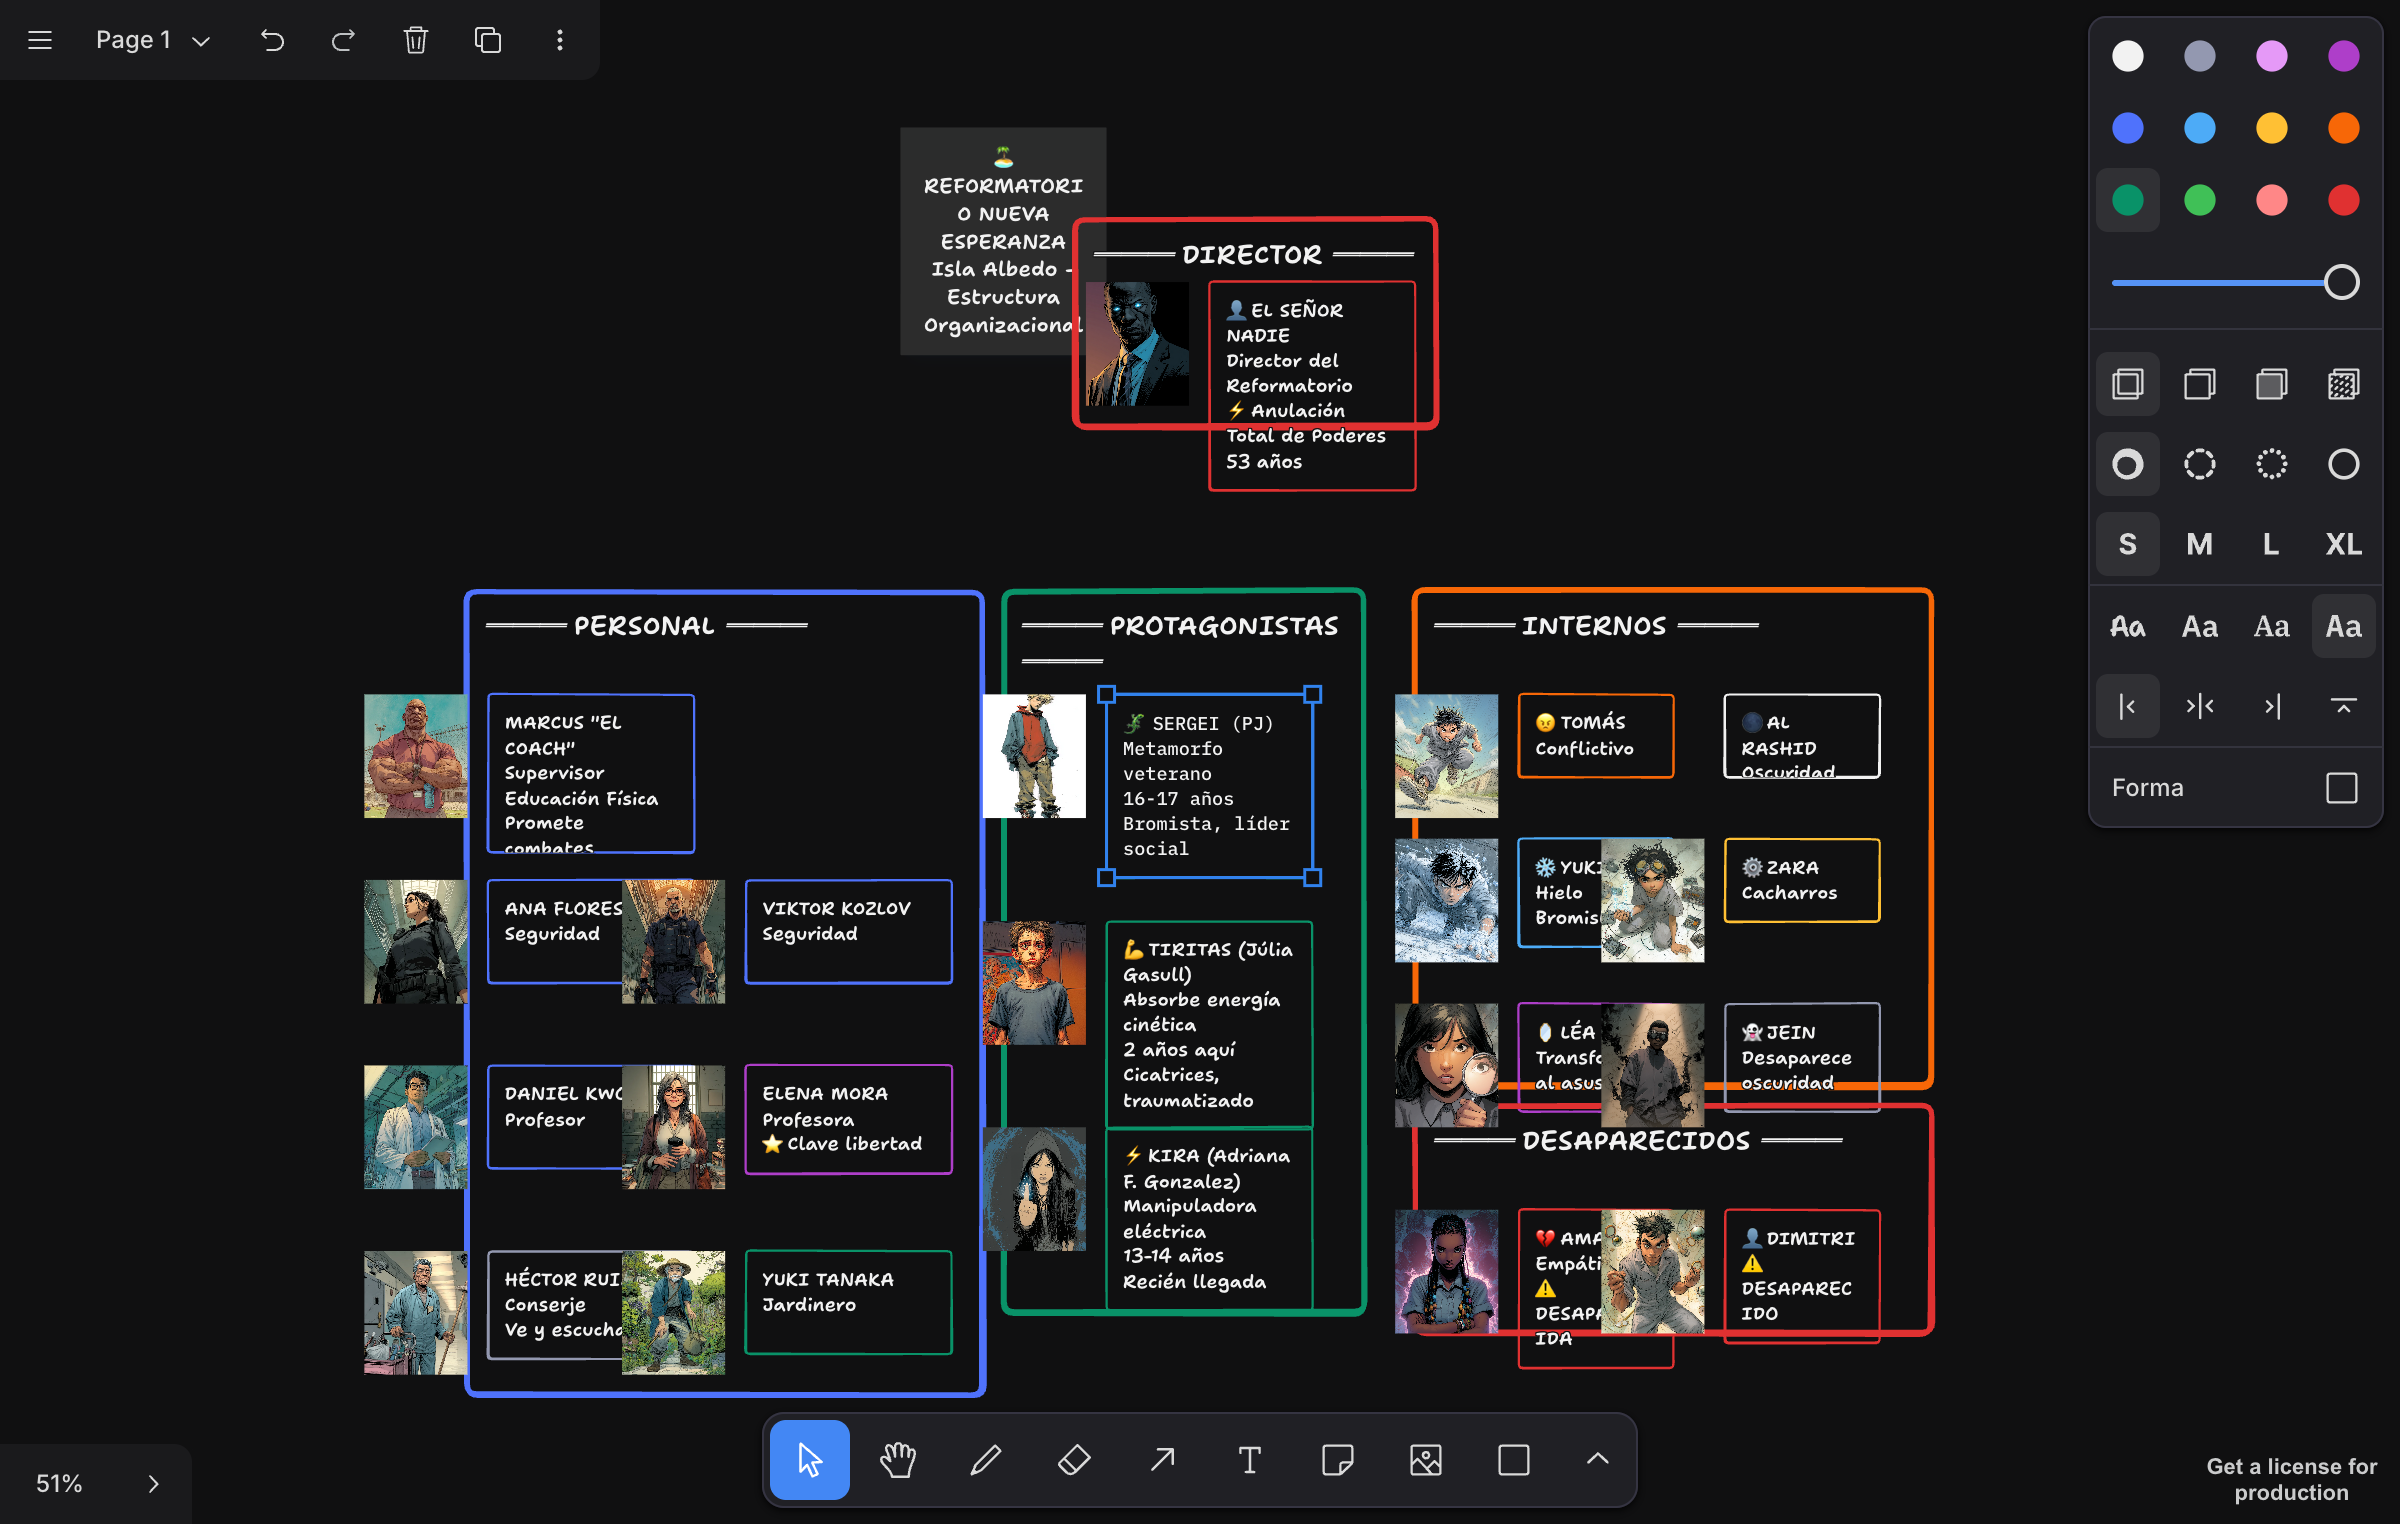 Page 1
🏝️
REFORMATORI
O NUEVA
ESPERANZA
Isla Albedo -
Estructura
Organizacional
═════ DIRECTOR ═════
👤 EL SEÑOR
NADIE
Director del
Reformatorio
⚡ Anulación
Total de Poderes
53 años
═════ PERSONAL ═════
MARCUS "EL
COACH"
Supervisor
Educación Física
Promete
combates
ANA FLORES
Seguridad
VIKTOR KOZLOV
Seguridad
DANIEL KWO
Profesor
ELENA MORA
Profesora
⭐ Clave libertad
HÉCTOR RUI
Conserje
Ve y escucha
YUKI TANAKA
Jardinero
═════ PROTAGONISTAS
═════
🦎 SERGEI (PJ)
Metamorfo
veterano
16-17 años
Bromista, líder
social
💪 TIRITAS (Júlia
Gasull)
Absorbe energía
cinética
2 años aquí
Cicatrices,
traumatizado
⚡ KIRA (Adriana
F. Gonzalez)
Manipuladora
eléctrica
13-14 años
Recién llegada
═════ INTERNOS ═════
😠 TOMÁS
Conflictivo
🌑 AL
RASHID
Oscuridad
❄️ YUKI
Hielo
Bromis
⚙️ ZARA
Cacharros
🪞 LÉA
Transfo
al asus
👻 JEIN
Desaparece
oscuridad
═════ DESAPARECIDOS ═════
💔 AMA
Empáti
⚠️
DESAPA
IDA
👤 DIMITRI
⚠️
DESAPAREC
IDO
S M L XL
Aa Aa Aa Aa
Forma
51%
Get a license for
production